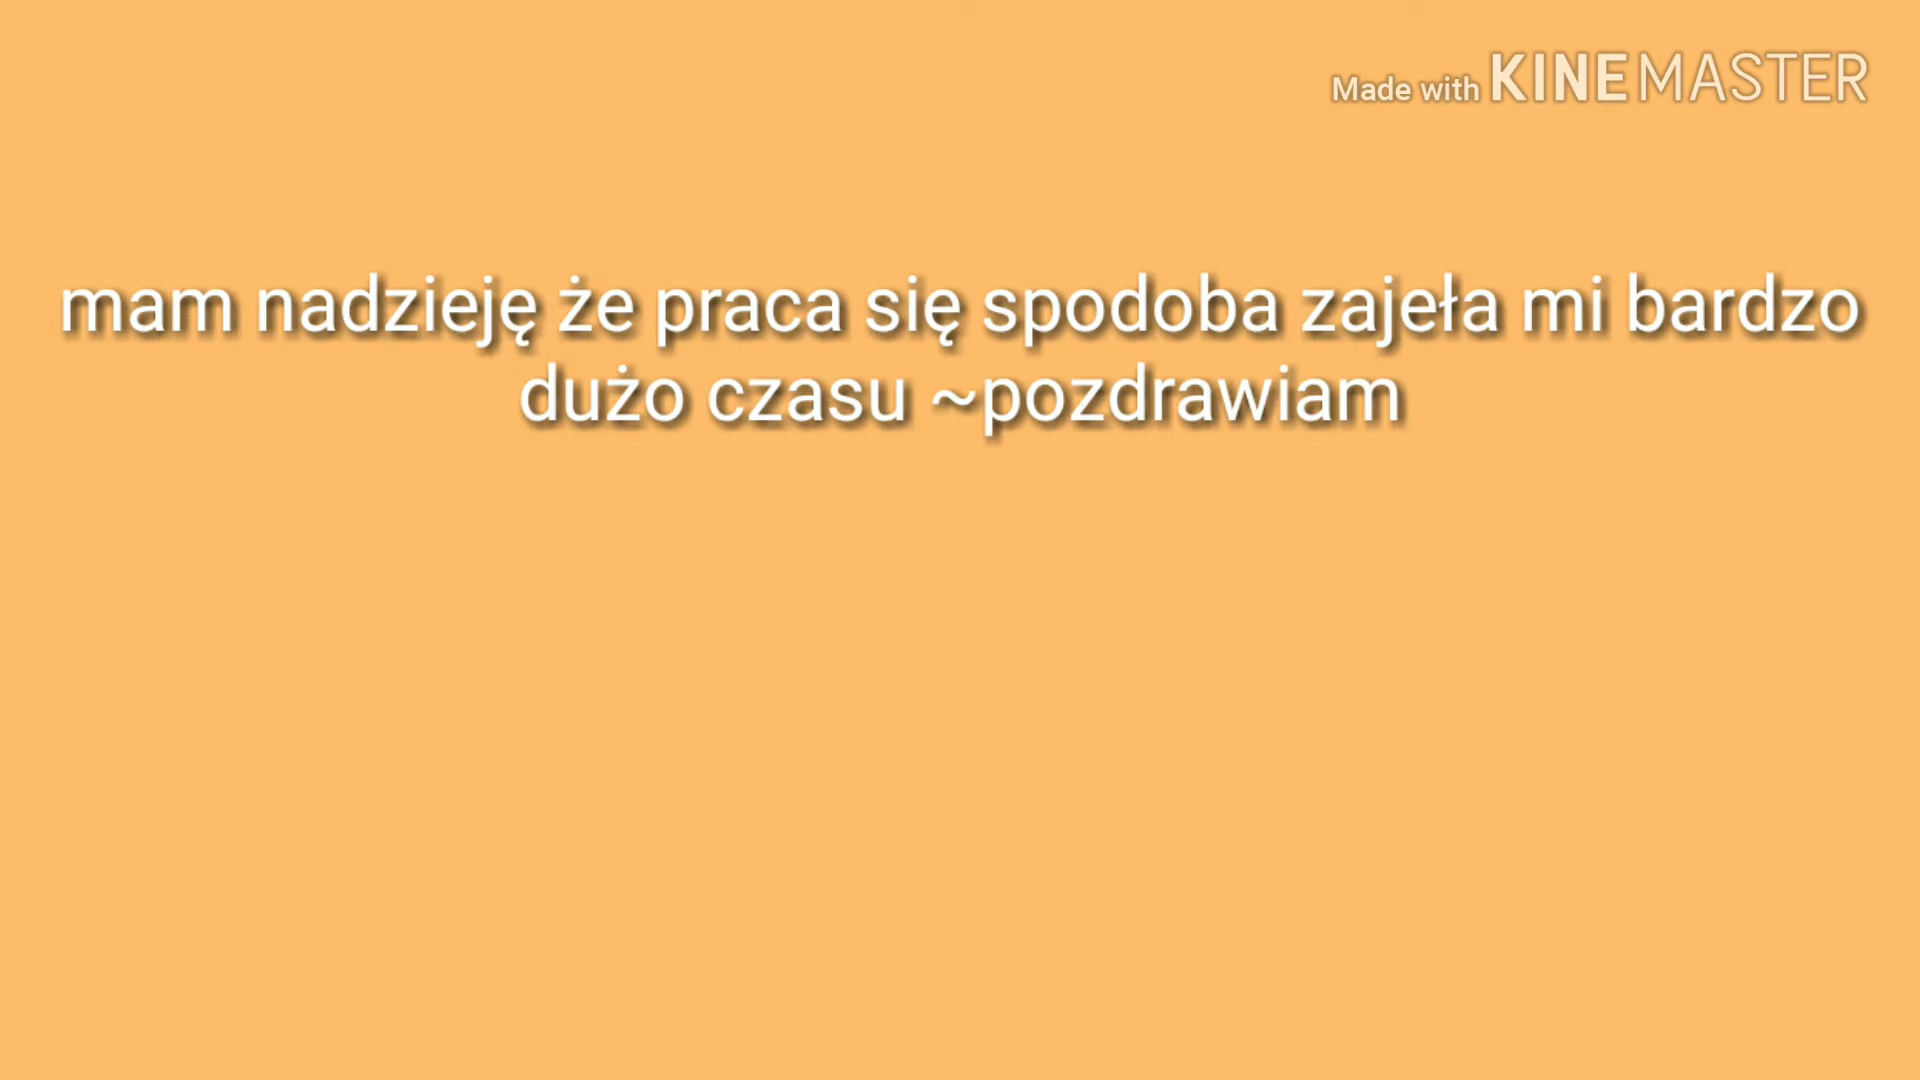 Made with KINEMASTER
mam nadzieję że praca się spodoba zajeła mi bardzo
dużo czasu ~pozdrawiam